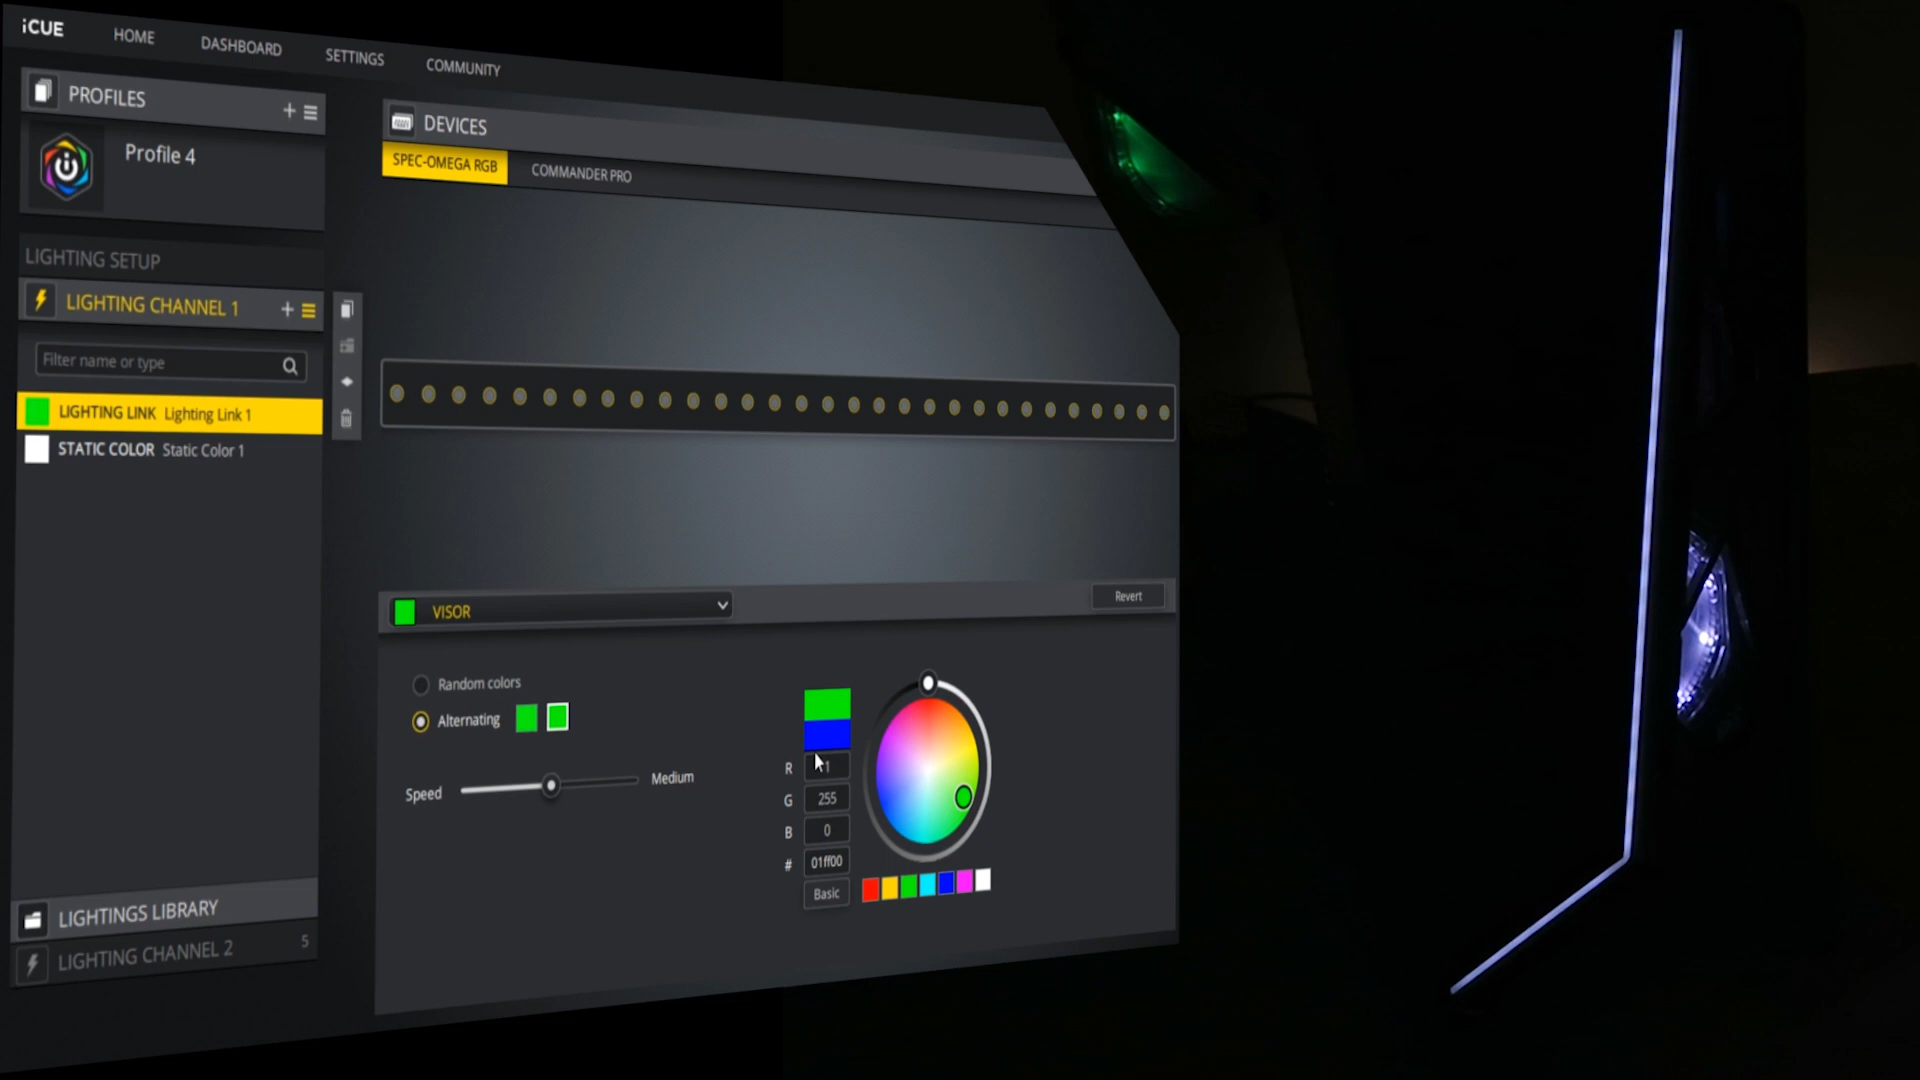 iCUE
HOME
DASHBOARD
SETTINGS
COMMUNITY
PROFILES
Profile 4
LIGHTING SETUP
LIGHTING CHANNEL 1
Filter name or type
LIGHTING LINK Lighting Link 1
STATIC COLOR Static Color 1
LIGHTINGS LIBRARY
LIGHTING CHANNEL 2 5
DEVICES
SPEC-OMEGA RGB
COMMANDER PRO
VISOR
Revert
Random colors
Alternating
Speed
Medium
R 1
G 255
B 0
# 01ff00
Basic